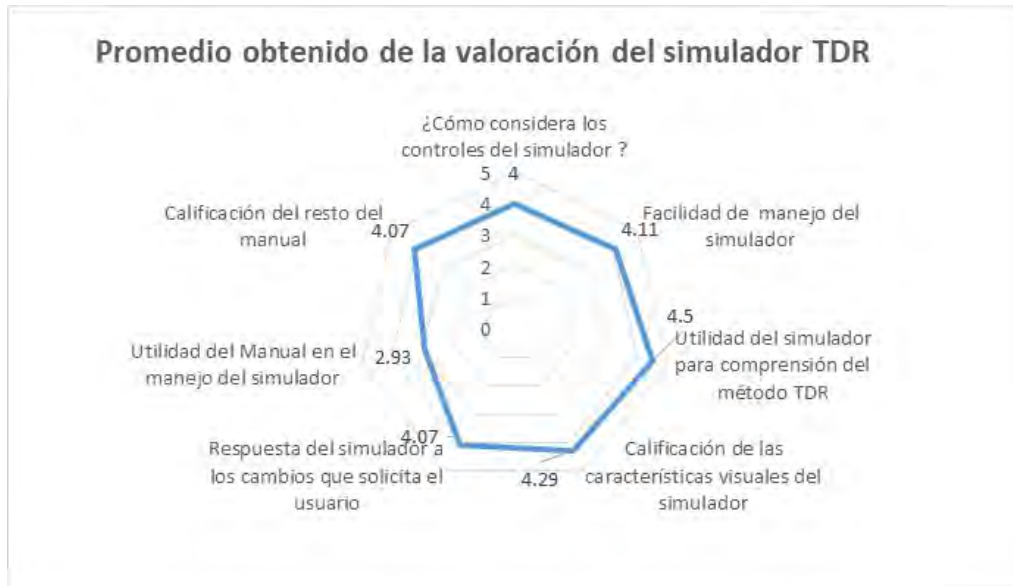 Promedio obtenido de la valoración del simulador TDR
¿Cómo considera los
controles del simulador ?
5
4
4
3
2
1
0
Facilidad de manejo del
simulador
4.11
4.5
Utilidad del simulador
para comprensión del
método TDR
Calificación de las
características visuales del
simulador
4.29
4.07
Respuesta del simulador a
los cambios que solicita el
usuario
Utilidad del Manual en el
manejo del simulador
2.93
Calificación del resto del
manual
4.07